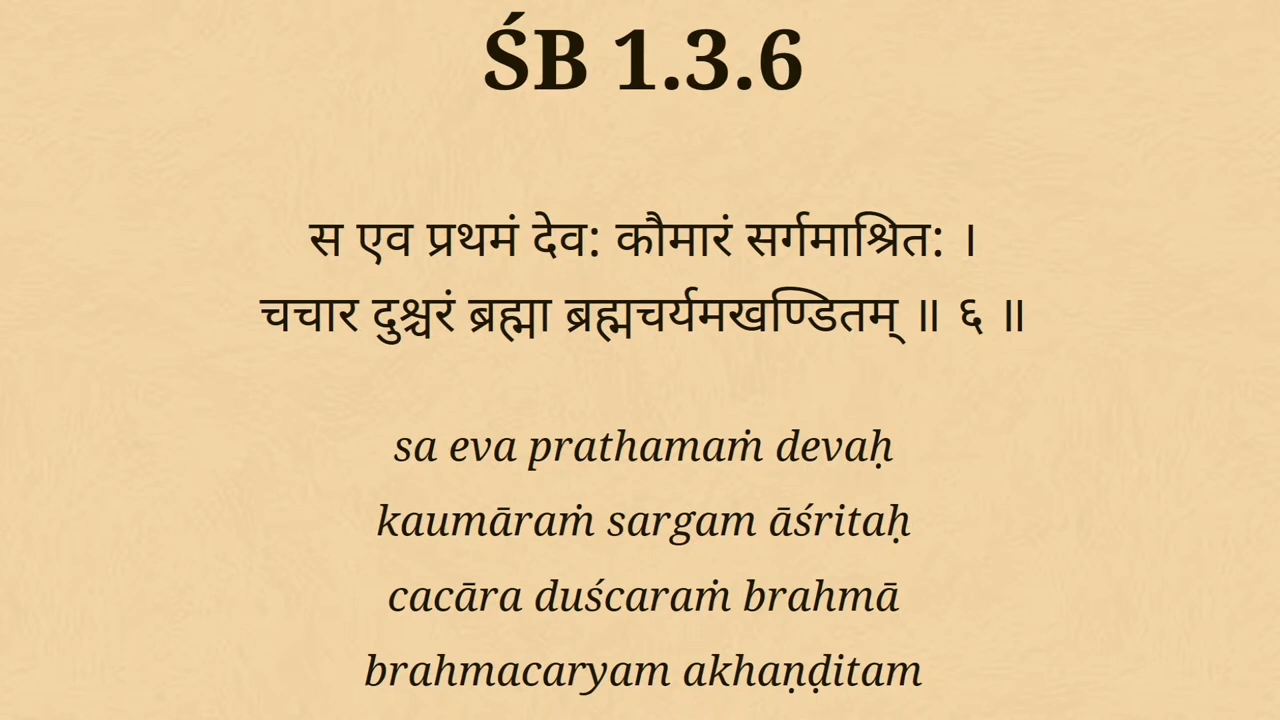 ŚB 1.3.6
स एव प्रथमं देव: कौमारं सर्गमाश्रित: ।
चचार दुश्चरं ब्रह्मा ब्रह्मचर्यमखण्डितम् ॥ ६ ॥
sa eva prathamaṁ devaḥ
kaumāraṁ sargam āśritaḥ
cacāra duścaraṁ brahmā
brahmacaryam akhaṇḍitam